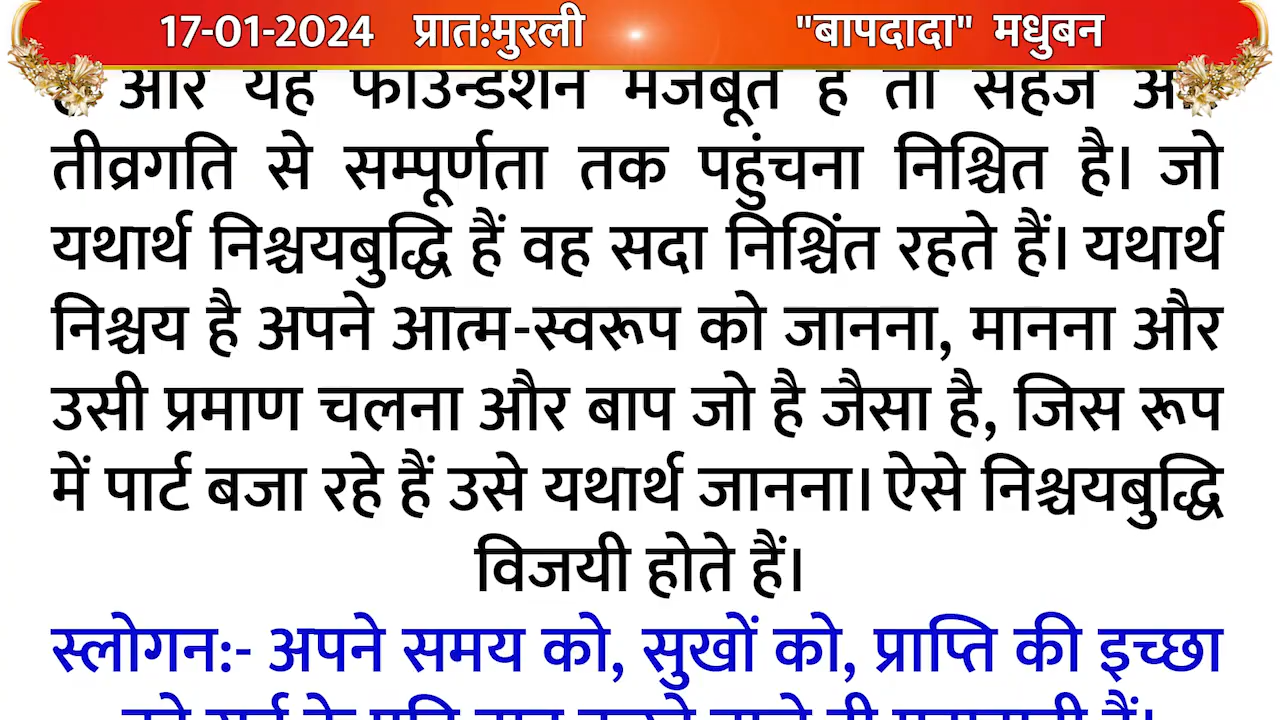 17-01-2024 प्रात:मुरली "बापदादा" मधुबन
और यह फाउन्डेशन मजबूत है तो सहज
तीव्रगति से सम्पूर्णता तक पहुंचना निश्चित है। जो
यथार्थ निश्चयबुद्धि हैं वह सदा निश्चिंत रहते हैं। यथार्थ
निश्चय है अपने आत्म-स्वरूप को जानना, मानना और
उसी प्रमाण चलना और बाप जो है जैसा है, जिस रूप
में पार्ट बजा रहे हैं उसे यथार्थ जानना। ऐसे निश्चयबुद्धि
विजयी होते हैं।
स्लोगन:- अपने समय को, सुखों को, प्राप्ति की इच्छा